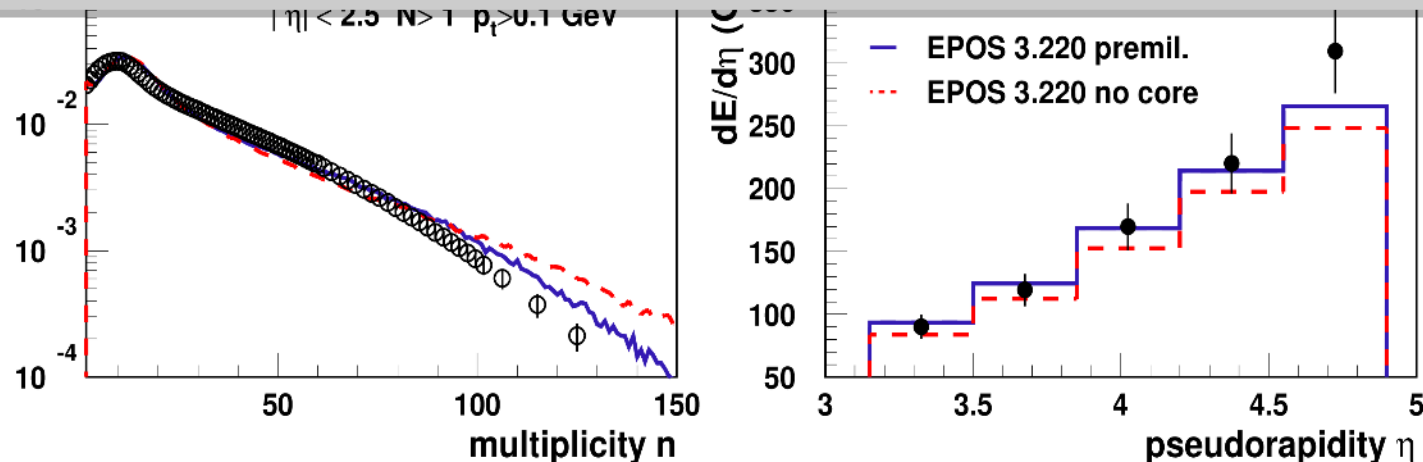 |η| < 2.5 N> 1 pt>0.1 GeV
10 -2
10 -3
10 -4
50 100 150
multiplicity n
dE/dη
EPOS 3.220 premil.
EPOS 3.220 no core
300
250
200
150
100
50
3 3.5 4 4.5 5
pseudorapidity η